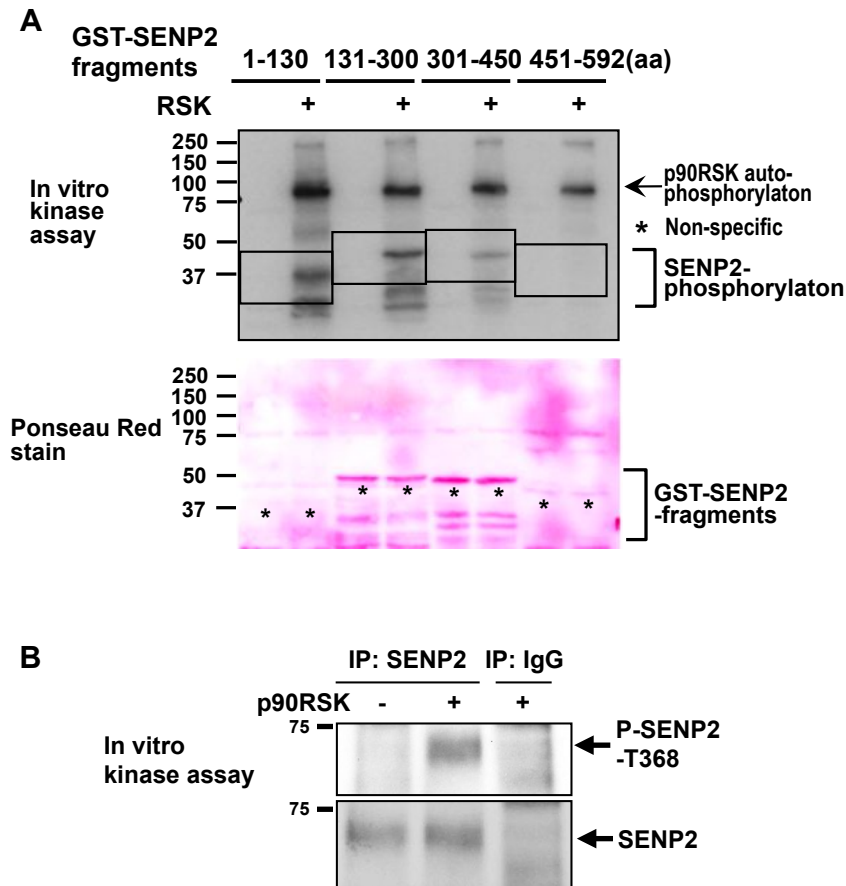 A
GST-SENP2
fragments
1-130 131-300 301-450 451-592(aa)
RSK + + + +
250
150
100
75
50
37
In vitro
kinase
assay
p90RSK auto-
phosphorylaton
* Non-specific
SENP2-
phosphorylaton
250
150
100
75
50
37
Ponseau Red
stain
* * * * * * * *
GST-SENP2
-fragments
B
IP: SENP2 IP: IgG
p90RSK - + +
75
In vitro
kinase assay
P-SENP2
-T368
75
SENP2